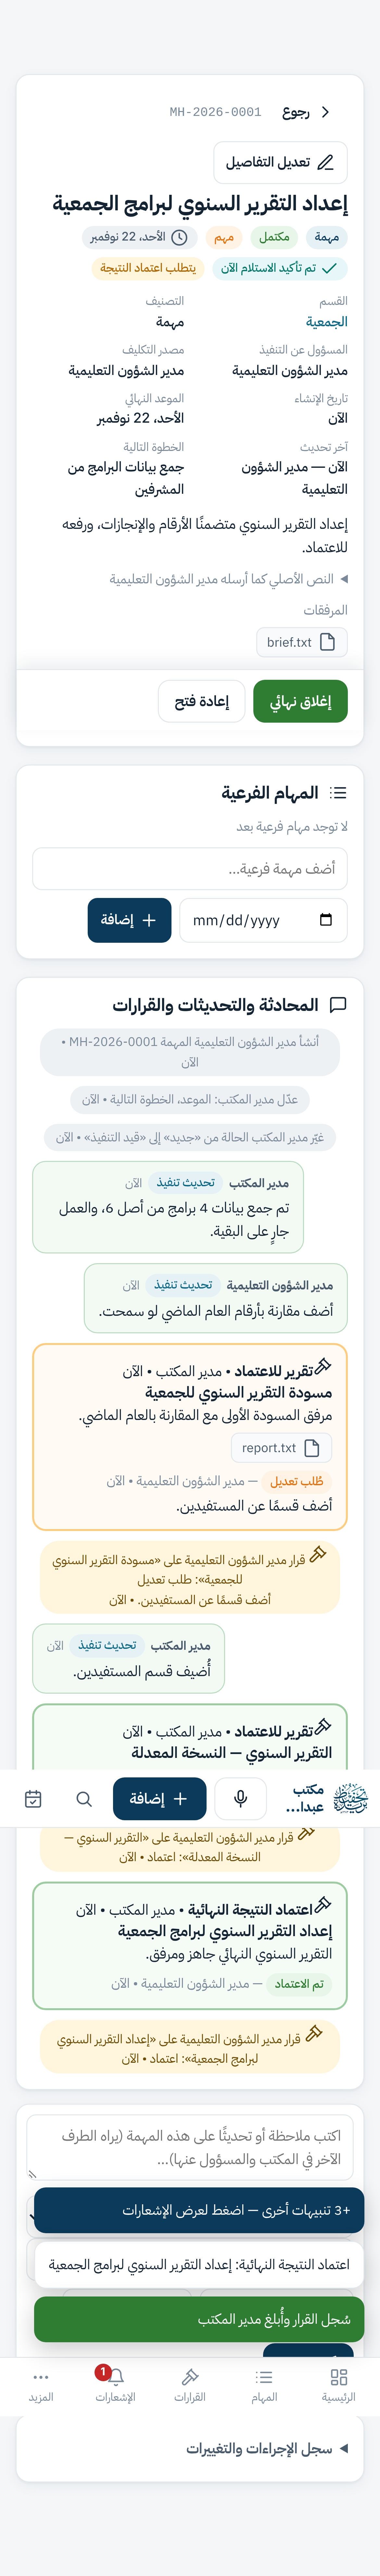 رجوع
MH-2026-0001
تعديل التفاصيل
إعداد التقرير السنوي لبرامج الجمعية
مهمة
مكتمل
مهم
الأحد، 22 نوفمبر
تم تأكيد الاستلام الآن
يتطلب اعتماد النتيجة
القسم
التصنيف
الجمعية
مهمة
المسؤول عن التنفيذ
مصدر التكليف
مدير الشؤون التعليمية
مدير الشؤون التعليمية
تاريخ الإنشاء
الموعد النهائي
الآن
الأحد، 22 نوفمبر
آخر تحديث
الخطوة التالية
الآن — مدير الشؤون
التعليمية
جمع بيانات البرامج من
المشرفين
إعداد التقرير السنوي متضمنًا الأرقام والإنجازات، ورفعه
للاعتماد.
النص الأصلي كما أرسله مدير الشؤون التعليمية
المرفقات
brief.txt
إغلاق نهائي
إعادة فتح
المهام الفرعية
لا توجد مهام فرعية بعد
أضف مهمة فرعية...
mm/dd/yyyy
إضافة
المحادثة والتحديثات والقرارات
أنشأ مدير الشؤون التعليمية المهمة MH-2026-0001 •
الآن
عدّل مدير المكتب: الموعد، الخطوة التالية • الآن
غيّر مدير المكتب الحالة من «جديد» إلى «قيد التنفيذ» • الآن
مدير المكتب
تحديث تنفيذ
الآن
تم جمع بيانات 4 برامج من أصل 6، والعمل
جارٍ على البقية.
مدير الشؤون التعليمية
تحديث تنفيذ
الآن
أضف مقارنة بأرقام العام الماضي لو سمحت.
تقرير للاعتماد • مدير المكتب • الآن
مسودة التقرير السنوي للجمعية
مرفق المسودة الأولى مع المقارنة بالعام الماضي.
report.txt
طُلب تعديل — مدير الشؤون التعليمية • الآن
أضف قسمًا عن المستفيدين.
قرار مدير الشؤون التعليمية على «مسودة التقرير السنوي
للجمعية»: طلب تعديل
أضف قسمًا عن المستفيدين. • الآن
مدير المكتب
تحديث تنفيذ
الآن
أُضيف قسم المستفيدين.
تقرير للاعتماد • مدير المكتب • الآن
التقرير السنوي — النسخة المعدلة
مكتب
عبدا...
إضافة
قرار مدير الشؤون التعليمية على «التقرير السنوي —
النسخة المعدلة»: اعتماد • الآن
اعتماد النتيجة النهائية • مدير المكتب • الآن
إعداد التقرير السنوي لبرامج الجمعية
التقرير السنوي النهائي جاهز ومرفق.
تم الاعتماد — مدير الشؤون التعليمية • الآن
قرار مدير الشؤون التعليمية على «إعداد التقرير السنوي
لبرامج الجمعية»: اعتماد • الآن
اكتب ملاحظة أو تحديثًا على هذه المهمة (يراه الطرف
الآخر في المكتب والمسؤول عنها)...
+3 تنبيهات أخرى — اضغط لعرض الإشعارات
اعتماد النتيجة النهائية: إعداد التقرير السنوي لبرامج الجمعية
سُجل القرار وأُبلغ مدير المكتب
الرئيسية
المهام
القرارات
الإشعارات
1
المزيد
سجل الإجراءات والتغييرات